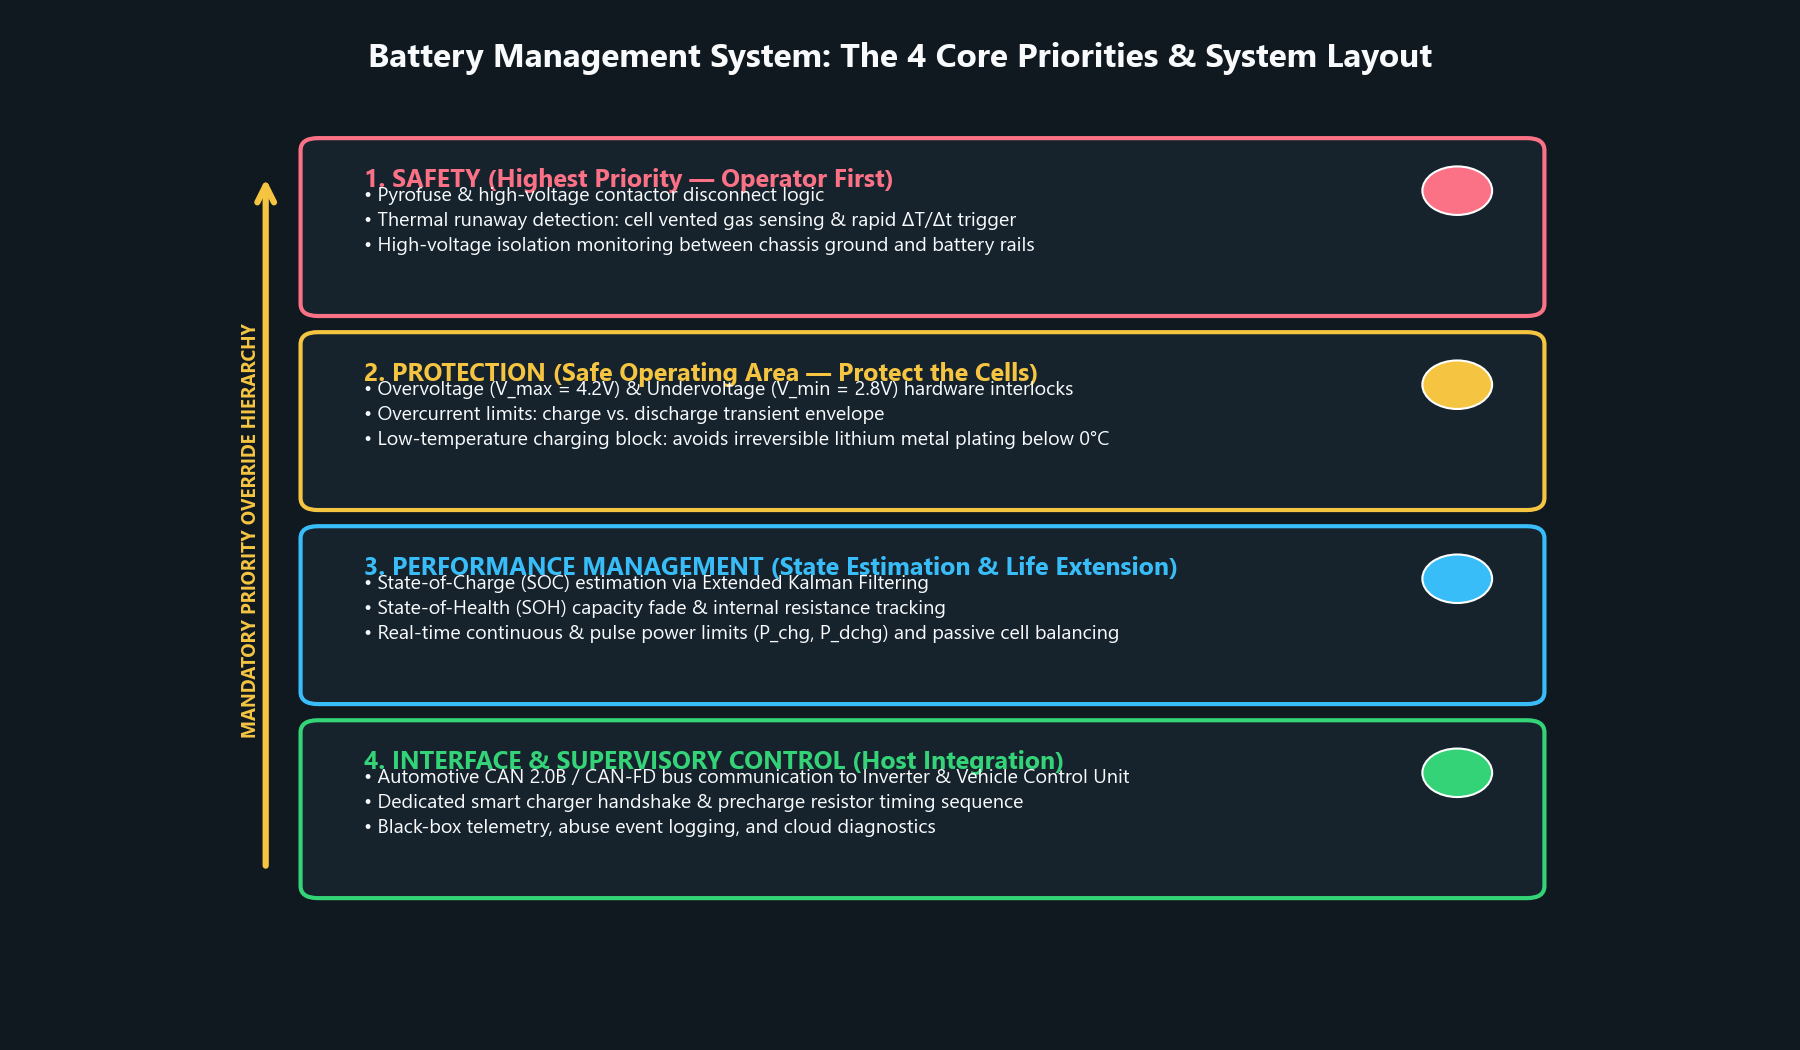 Battery Management System: The 4 Core Priorities & System Layout
MANDATORY PRIORITY OVERRIDE HIERARCHY
1. SAFETY (Highest Priority — Operator First)
• Pyrofuse & high-voltage contactor disconnect logic
• Thermal runaway detection: cell vented gas sensing & rapid ΔT/Δt trigger
• High-voltage isolation monitoring between chassis ground and battery rails
2. PROTECTION (Safe Operating Area — Protect the Cells)
• Overvoltage (V_max = 4.2V) & Undervoltage (V_min = 2.8V) hardware interlocks
• Overcurrent limits: charge vs. discharge transient envelope
• Low-temperature charging block: avoids irreversible lithium metal plating below 0°C
3. PERFORMANCE MANAGEMENT (State Estimation & Life Extension)
• State-of-Charge (SOC) estimation via Extended Kalman Filtering
• State-of-Health (SOH) capacity fade & internal resistance tracking
• Real-time continuous & pulse power limits (P_chg, P_dchg) and passive cell balancing
4. INTERFACE & SUPERVISORY CONTROL (Host Integration)
• Automotive CAN 2.0B / CAN-FD bus communication to Inverter & Vehicle Control Unit
• Dedicated smart charger handshake & precharge resistor timing sequence
• Black-box telemetry, abuse event logging, and cloud diagnostics